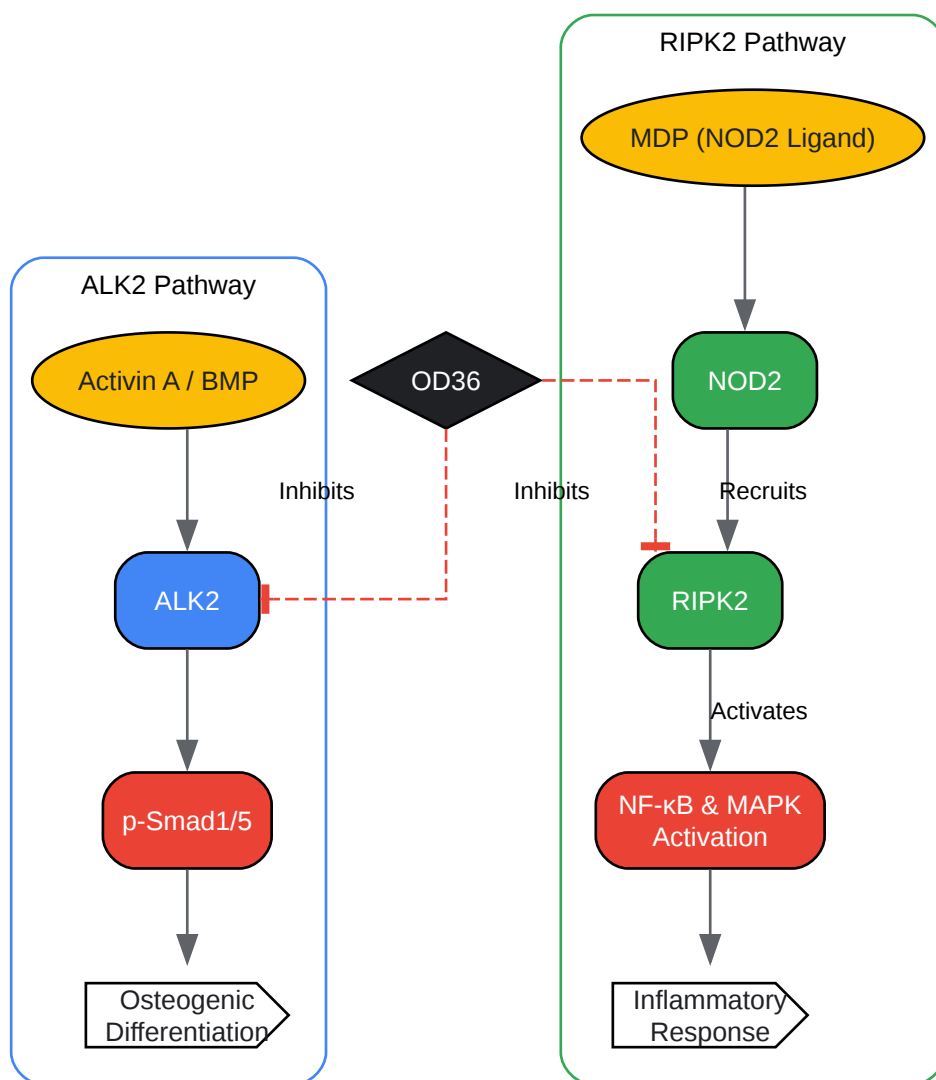 RIPK2 Pathway
MDP (NOD2 Ligand)
ALK2 Pathway
Activin A / BMP
OD36
NOD2
Inhibits
Inhibits
Recruits
ALK2
RIPK2
Activates
p-Smad1/5
NF-κB & MAPK
Activation
Osteogenic
Differentiation
Inflammatory
Response